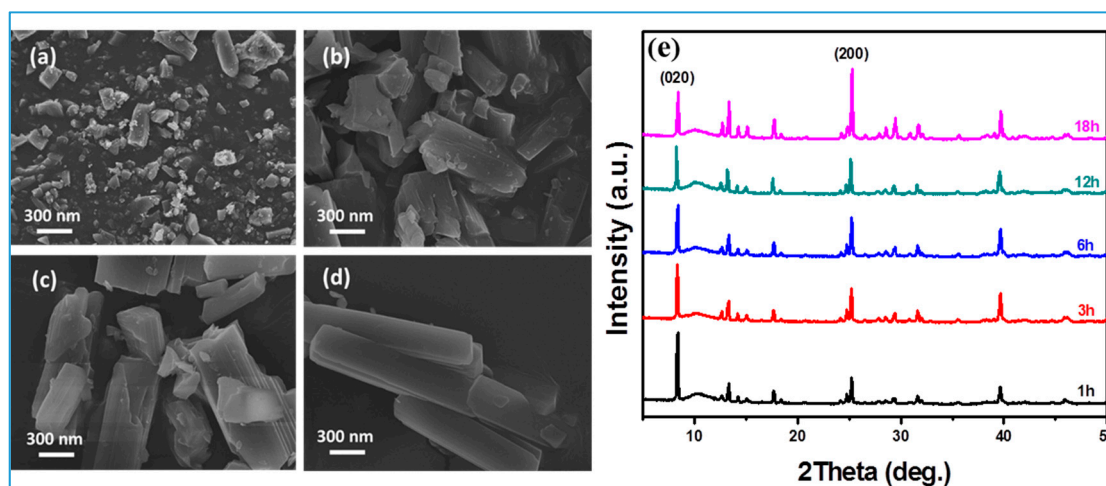 (a)
300 nm
(b)
300 nm
(c)
300 nm
(d)
300 nm
(e)
(020)
(200)
18h
12h
6h
3h
1h
Intensity (a.u.)
10
20
30
40
50
2Theta (deg.)